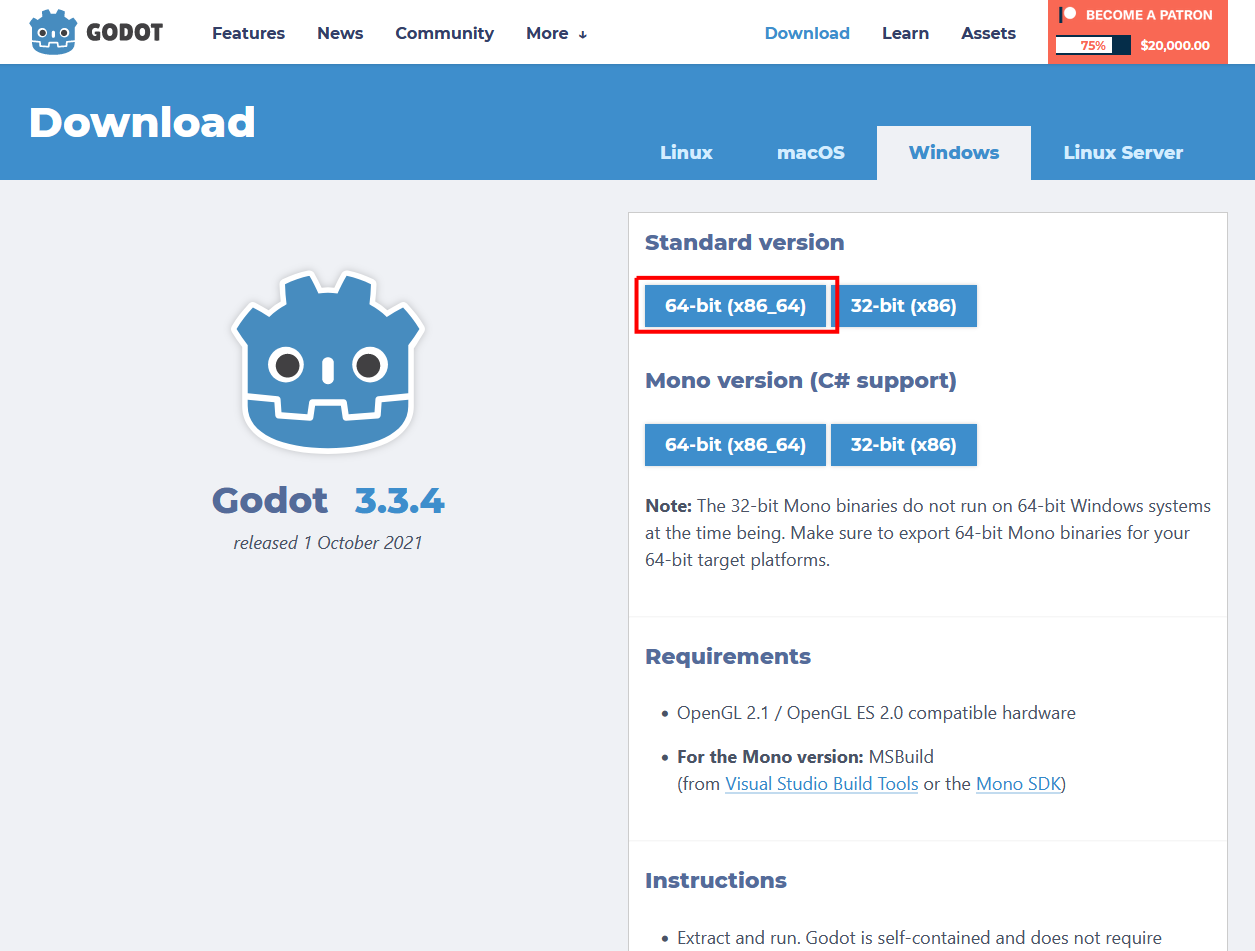 GODOT
Features News Community More ↓ Download Learn Assets
BECOME A PATRON
75% $20,000.00
Download
Linux macOS Windows Linux Server
Standard version
64-bit (x86_64) 32-bit (x86)
Mono version (C# support)
64-bit (x86_64) 32-bit (x86)
Note: The 32-bit Mono binaries do not run on 64-bit Windows systems
at the time being. Make sure to export 64-bit Mono binaries for your
64-bit target platforms.
Godot 3.3.4
released 1 October 2021
Requirements
• OpenGL 2.1 / OpenGL ES 2.0 compatible hardware
• For the Mono version: MSBuild
(from Visual Studio Build Tools or the Mono SDK)
Instructions
• Extract and run. Godot is self-contained and does not require